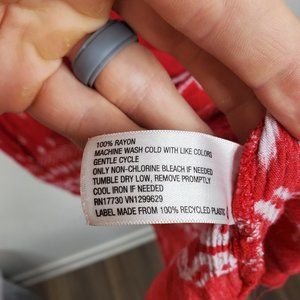 100% RAYON
MACHINE WASH COLD WITH LIKE COLORS
GENTLE CYCLE
ONLY NON-CHLORINE BLEACH IF NEEDED
TUMBLE DRY LOW, REMOVE PROMPTLY
COOL IRON IF NEEDED
RN17730 VN1299629
LABEL MADE FROM 100% RECYCLED PLASTIC